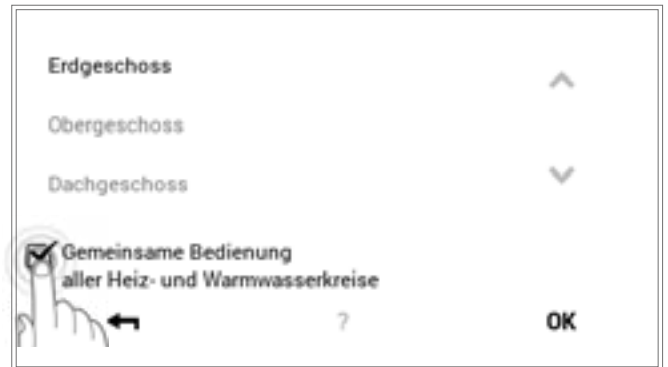 Erdgeschoss
Obergeschoss
Dachgeschoss
Gemeinsame Bedienung
aller Heiz- und Warmwasserkreise
? OK